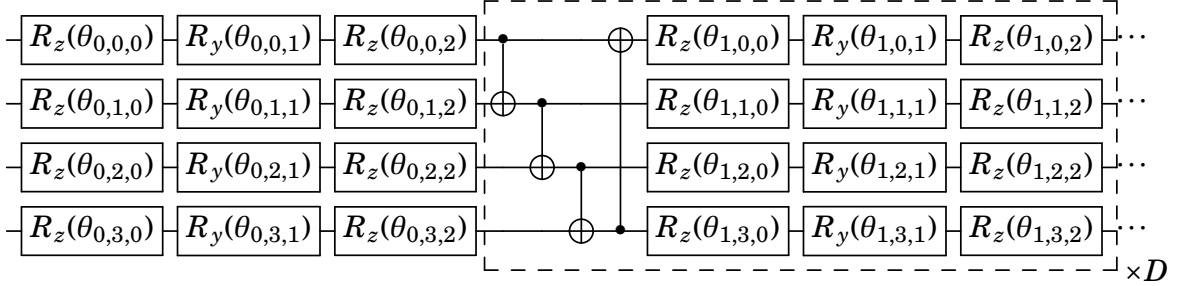 R_z(θ_{0,0,0}) R_y(θ_{0,0,1}) R_z(θ_{0,0,2}) R_z(θ_{1,0,0}) R_y(θ_{1,0,1}) R_z(θ_{1,0,2}) ⋯
R_z(θ_{0,1,0}) R_y(θ_{0,1,1}) R_z(θ_{0,1,2}) R_z(θ_{1,1,0}) R_y(θ_{1,1,1}) R_z(θ_{1,1,2}) ⋯
R_z(θ_{0,2,0}) R_y(θ_{0,2,1}) R_z(θ_{0,2,2}) R_z(θ_{1,2,0}) R_y(θ_{1,2,1}) R_z(θ_{1,2,2}) ⋯
R_z(θ_{0,3,0}) R_y(θ_{0,3,1}) R_z(θ_{0,3,2}) R_z(θ_{1,3,0}) R_y(θ_{1,3,1}) R_z(θ_{1,3,2}) ⋯
×D